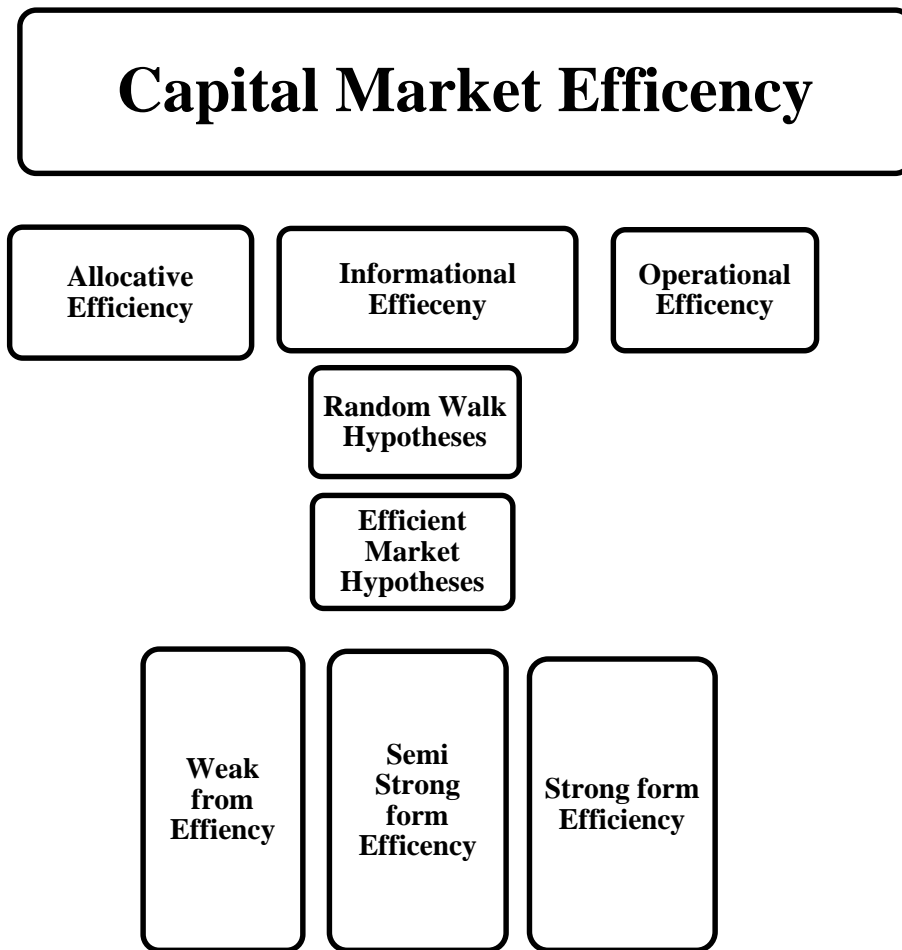 Capital Market Efficency
Allocative
Efficiency
Informational
Effieceny
Operational
Efficency
Random Walk
Hypotheses
Efficient
Market
Hypotheses
Weak
from
Effiency
Semi
Strong
form
Efficency
Strong form
Efficiency